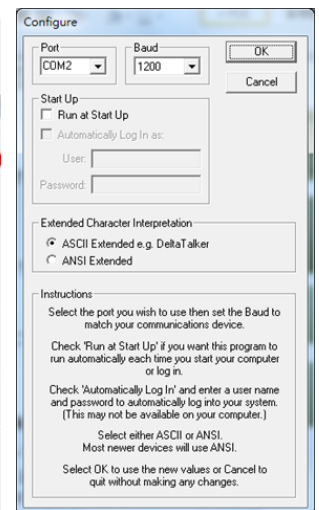 Configure
Port
COM2
Baud
1200
OK
Cancel
Start Up
Run at Start Up
Automatically Log In as:
User:
Password:
Extended Character Interpretation
ASCII Extended e.g. DeltaTalker
ANSI Extended
Instructions
Select the port you wish to use then set the Baud to
match your communications device.
Check 'Run at Start Up' if you want this program to
run automatically each time you start your computer
or log in.
Check 'Automatically Log In' and enter a user name
and password to automatically log into your system.
(This may not be available on your computer.)
Select either ASCII or ANSI.
Most newer devices will use ANSI.
Select OK to use the new values or Cancel to
quit without making any changes.